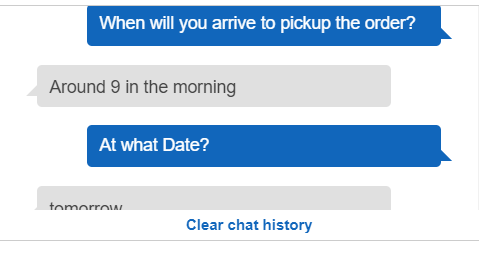 When will you arrive to pickup the order?
Around 9 in the morning
At what Date?
tomorrow
Clear chat history